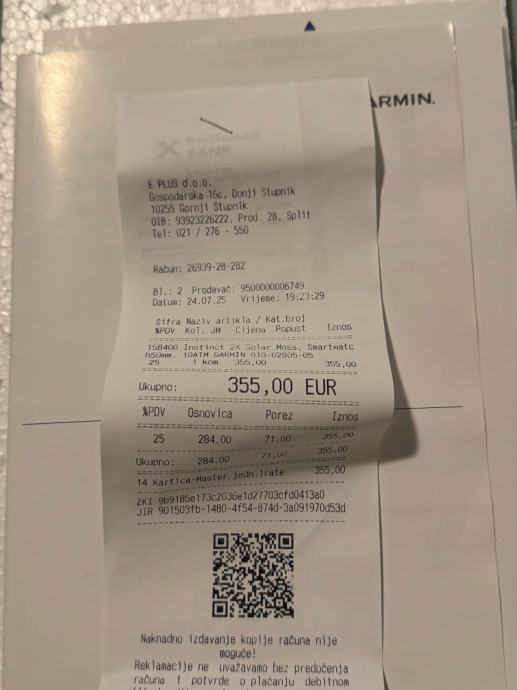 GARMIN.
Raiffeisen
BANK
E PLUS d.o.o.
Gospodarska 16c, Donji Stupnik
10255 Gornji Stupnik
OIB: 93923226222, Prod. 28, Split
Tel: 021 / 276 - 550
Račun: 26939-28-282
Bl.: 2 Prodavač: 9500000006749
Datum: 24.07.25 Vrijeme: 19:23:29
Šifra Naziv artikla / Kat.broj
%PDV Kol. JM Cijena Popust Iznos
158400 Instinct 2X Solar Moss, Smartwatc
h50mm, 10ATM GARMIN 010-02805-05
25 1 kom 355,00 355,00
Ukupno: 355,00 EUR
%PDV Osnovica Porez Iznos
25 284,00 71,00 355,00
Ukupno: 284,00 71,00 355,00
14 Kartica-Master jedn.irate 355,00
ZKI 9b9185e173c2036e1d27703cfd0413a0
JIR 901503fb-1480-4f54-874d-3a091970d53d
Naknadno izdavanje kopije računa nije
moguće!
Reklamacije ne uvažavamo bez predočenja
računa i potvrde o plaćanju debitnom